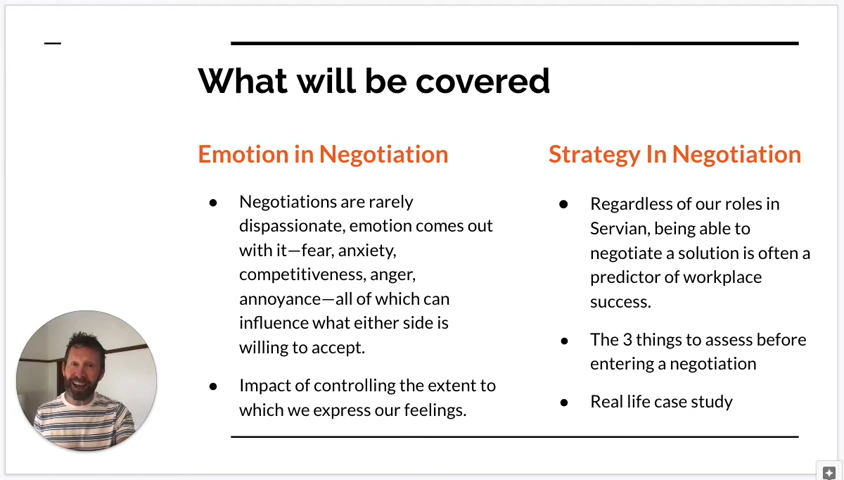 What will be covered
Emotion in Negotiation
Negotiations are rarely
dispassionate, emotion comes out
with it—fear, anxiety,
competitiveness, anger,
annoyance—all of which can
influence what either side is
willing to accept.
Impact of controlling the extent to
which we express our feelings.
Strategy In Negotiation
Regardless of our roles in
Servian, being able to
negotiate a solution is often a
predictor of workplace
success.
The 3 things to assess before
entering a negotiation
Real life case study